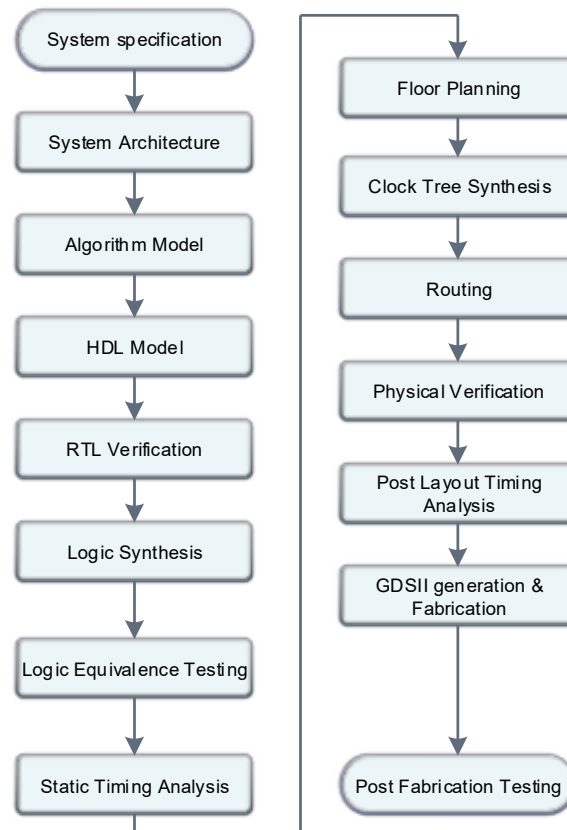 System specification
System Architecture
Algorithm Model
HDL Model
RTL Verification
Logic Synthesis
Logic Equivalence Testing
Static Timing Analysis
Floor Planning
Clock Tree Synthesis
Routing
Physical Verification
Post Layout Timing
Analysis
GDSII generation &
Fabrication
Post Fabrication Testing